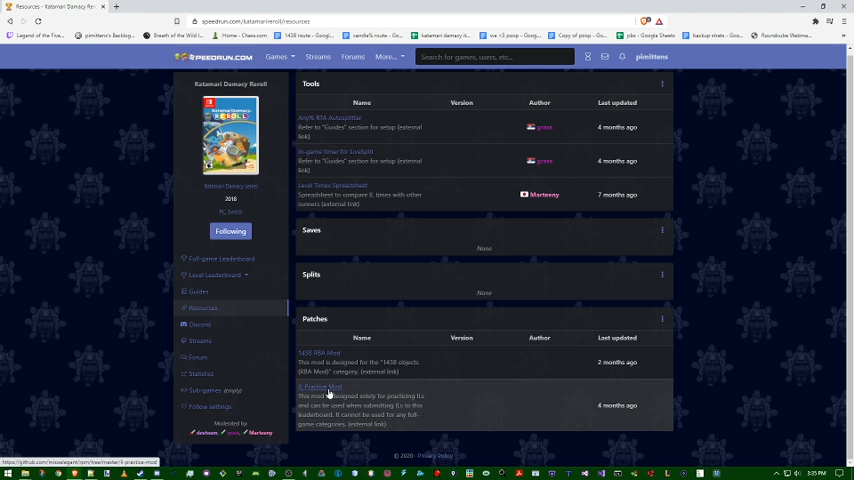 Resources - Katamari Damacy Rer
speedrun.com/katamarireroll/resources
Legend of the Five...
pimittens's Backlog...
Breath of the Wild I...
Home - Chess.com
1438 route - Googl...
candla% route - Go...
katamari damacy it...
we <3 poop - Goog...
Copy of poop - Goo...
pbs - Google Sheets
backup strats - Goo...
SPEEDRUN.COM
Games
Streams
Forums
More...
Search for games, users, etc...
pimittens
Katamari Damacy Reroll
Katamari Damacy series
2018
PC, Switch
Following
Full-game Leaderboard
Level Leaderboard
Guides
Resources
Discord
Streams
Forum
Statistics
Sub-games (empty)
Follow settings
Moderated by:
grass, Marteeny
Tools
Name Version Author Last updated
Any% RTA Autosplitter
Refer to "Guides" section for setup (external
link)
grass
4 months ago
In-game timer for LiveSplit
Refer to "Guides" section for setup (external
link)
grass
4 months ago
Level Times Spreadsheet
Spreadsheet to compare IL times with other
runners (external link)
Marteeny
7 months ago
Saves
None
Splits
None
Patches
Name Version Author Last updated
1438 RBA Mod
This mod is designed for the "1438 objects
(RBA Mod)" category. (external link)
2 months ago
IL Practice Mod
This mod is designed solely for practicing ILs
and can be used when submitting ILs to the
leaderboard. It cannot be used for any full-
game categories. (external link)
4 months ago
© 2020 · Privacy Policy
3:35 PM